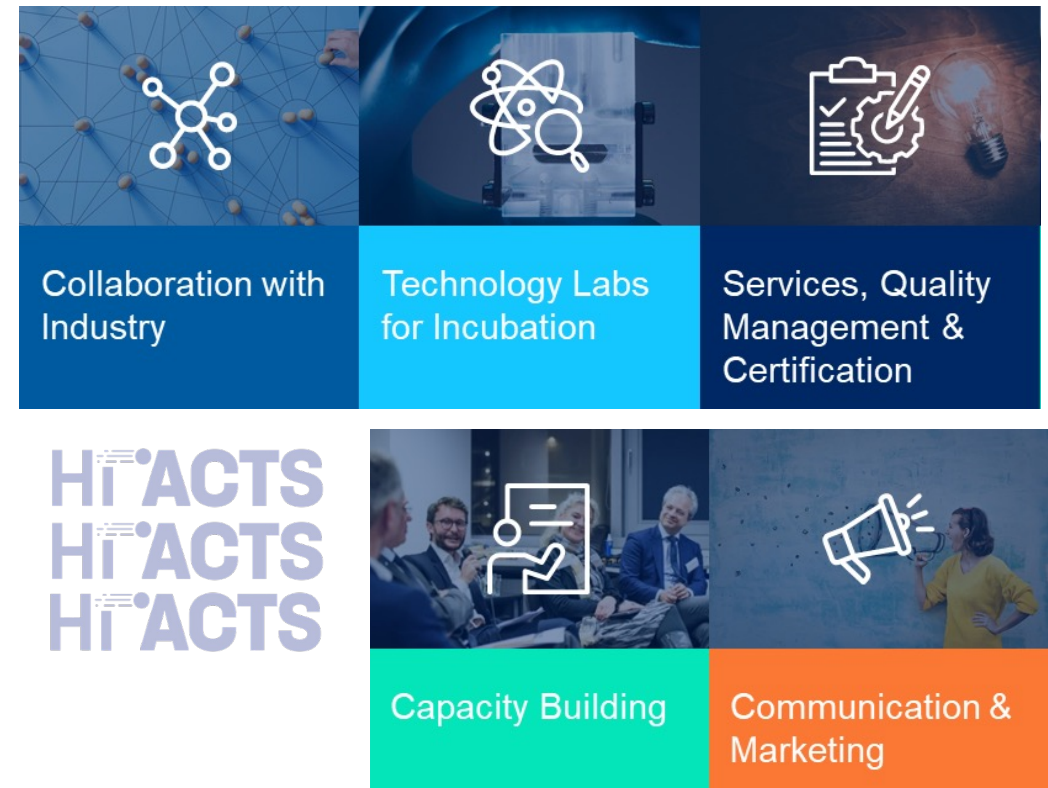 Collaboration with
Industry
Technology Labs
for Incubation
Services, Quality
Management &
Certification
Hi ACTS
Hi ACTS
Hi ACTS
Capacity Building
Communication &
Marketing